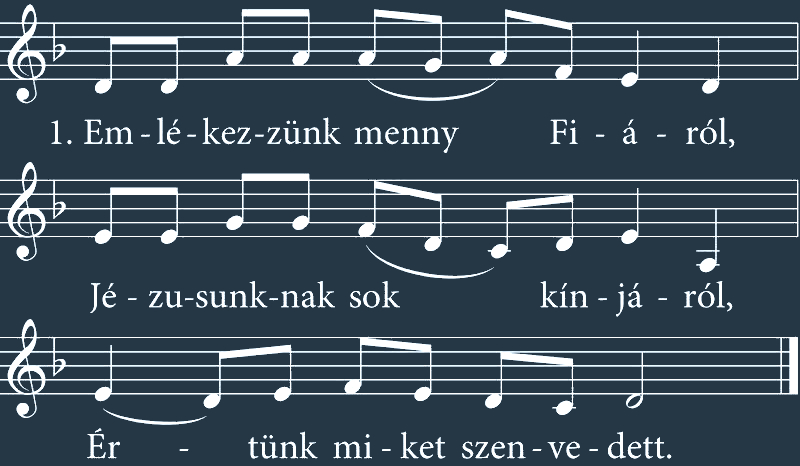 1. Em - lé - kez-zünk menny Fi - á - ról,
Jé - zu-sunk-nak sok kín - já - ról,
Ér - tünk mi - ket szen - ve - dett.